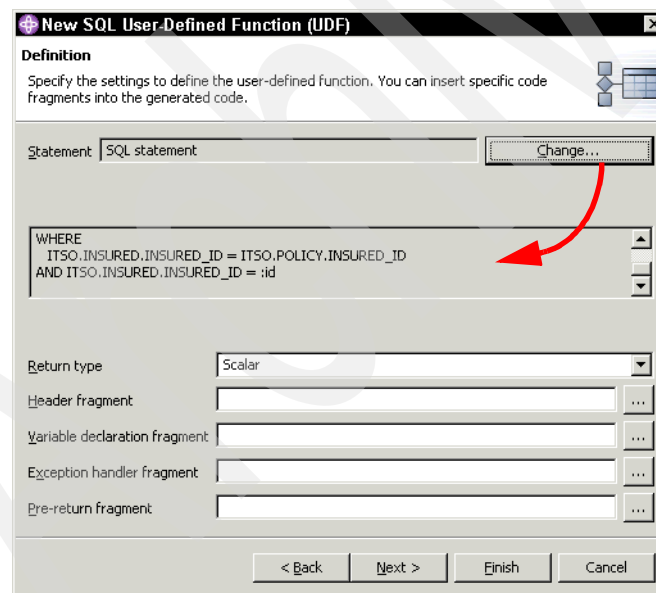 New SQL User-Defined Function (UDF)
Definition
Specify the settings to define the user-defined function. You can insert specific code
fragments into the generated code.
Statement SQL statement Change...
WHERE
ITSO.INSURED.INSURED_ID = ITSO.POLICY.INSURED_ID
AND ITSO.INSURED.INSURED_ID = :id
Return type Scalar
Header fragment ...
Variable declaration fragment ...
Exception handler fragment ...
Pre-return fragment ...
< Back Next > Finish Cancel